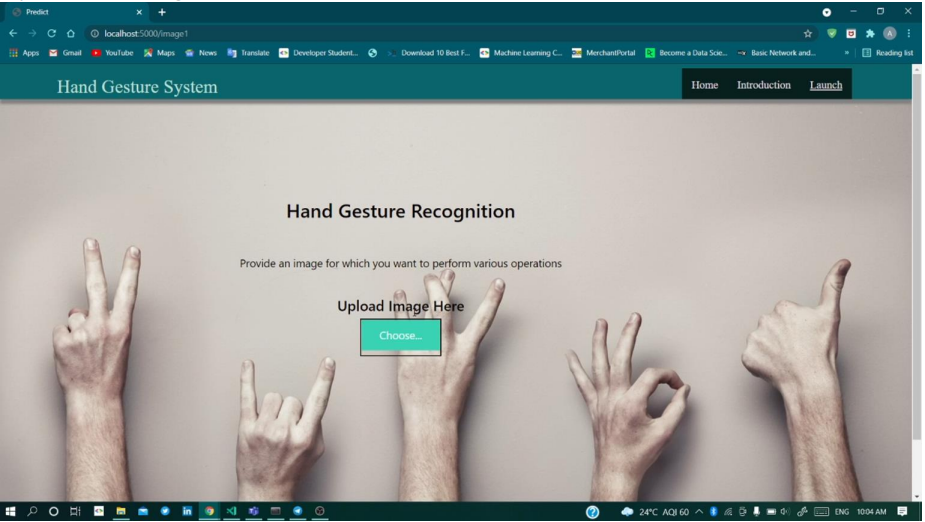 Predict
localhost:5000/image1
Apps Gmail YouTube Maps News Translate Developer Student... Download 10 Best F... Machine Learning C... MerchantPortal Become a Data Scie... Basic Network and... » Reading list
Hand Gesture System Home Introduction Launch
Hand Gesture Recognition
Provide an image for which you want to perform various operations
Upload Image Here
Choose...
24°C AQI 60 ENG 10:04 AM